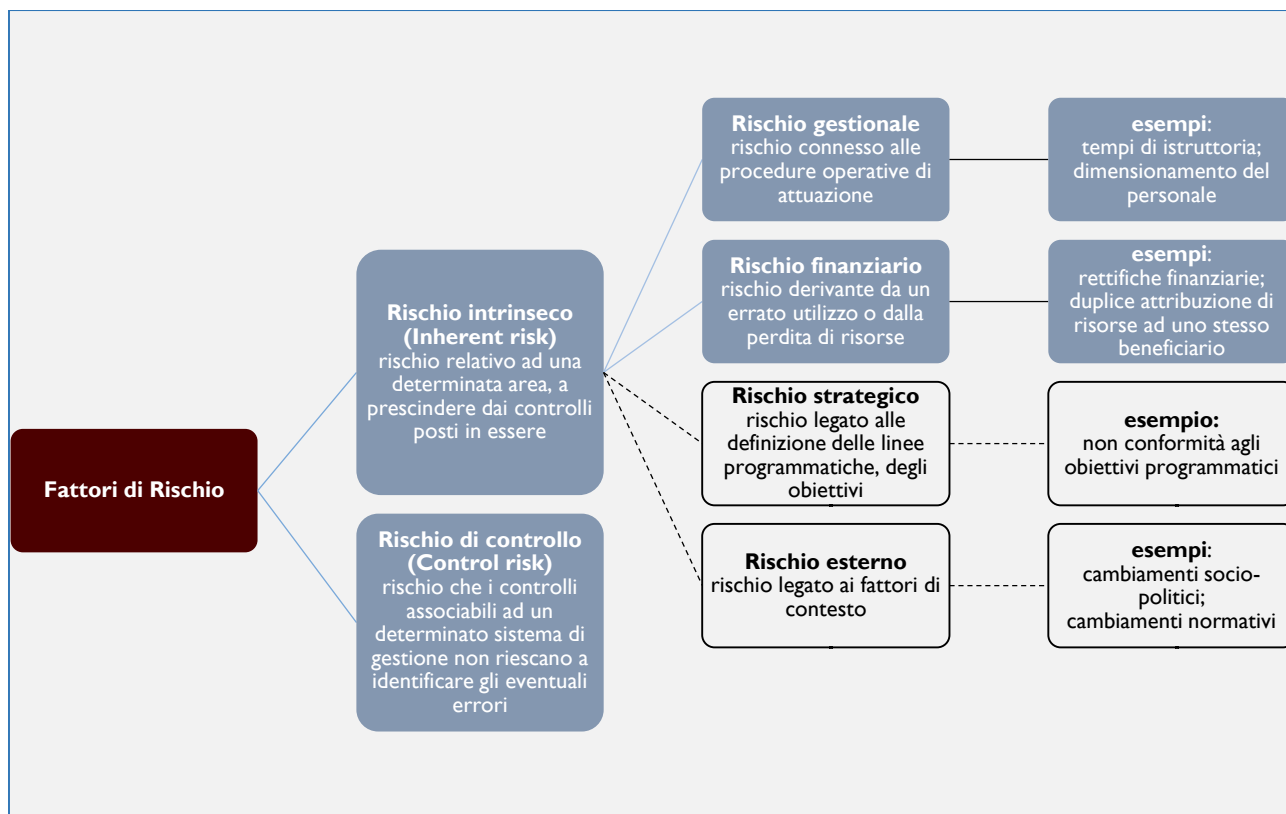 Fattori di Rischio
Rischio intrinseco
(Inherent risk)
rischio relativo ad una
determinata area, a
prescindere dai controlli
posti in essere
Rischio di controllo
(Control risk)
rischio che i controlli
associabili ad un
determinato sistema di
gestione non riescano a
identificare gli eventuali
errori
Rischio gestionale
rischio connesso alle
procedure operative di
attuazione
esempi:
tempi di istruttoria;
dimensionamento del
personale
Rischio finanziario
rischio derivante da un
errato utilizzo o dalla
perdita di risorse
esempi:
rettifiche finanziarie;
duplice attribuzione di
risorse ad uno stesso
beneficiario
Rischio strategico
rischio legato alle
definizione delle linee
programmatiche, degli
obiettivi
esempio:
non conformità agli
obiettivi programmatici
Rischio esterno
rischio legato ai fattori di
contesto
esempi:
cambiamenti socio-
politici;
cambiamenti normativi